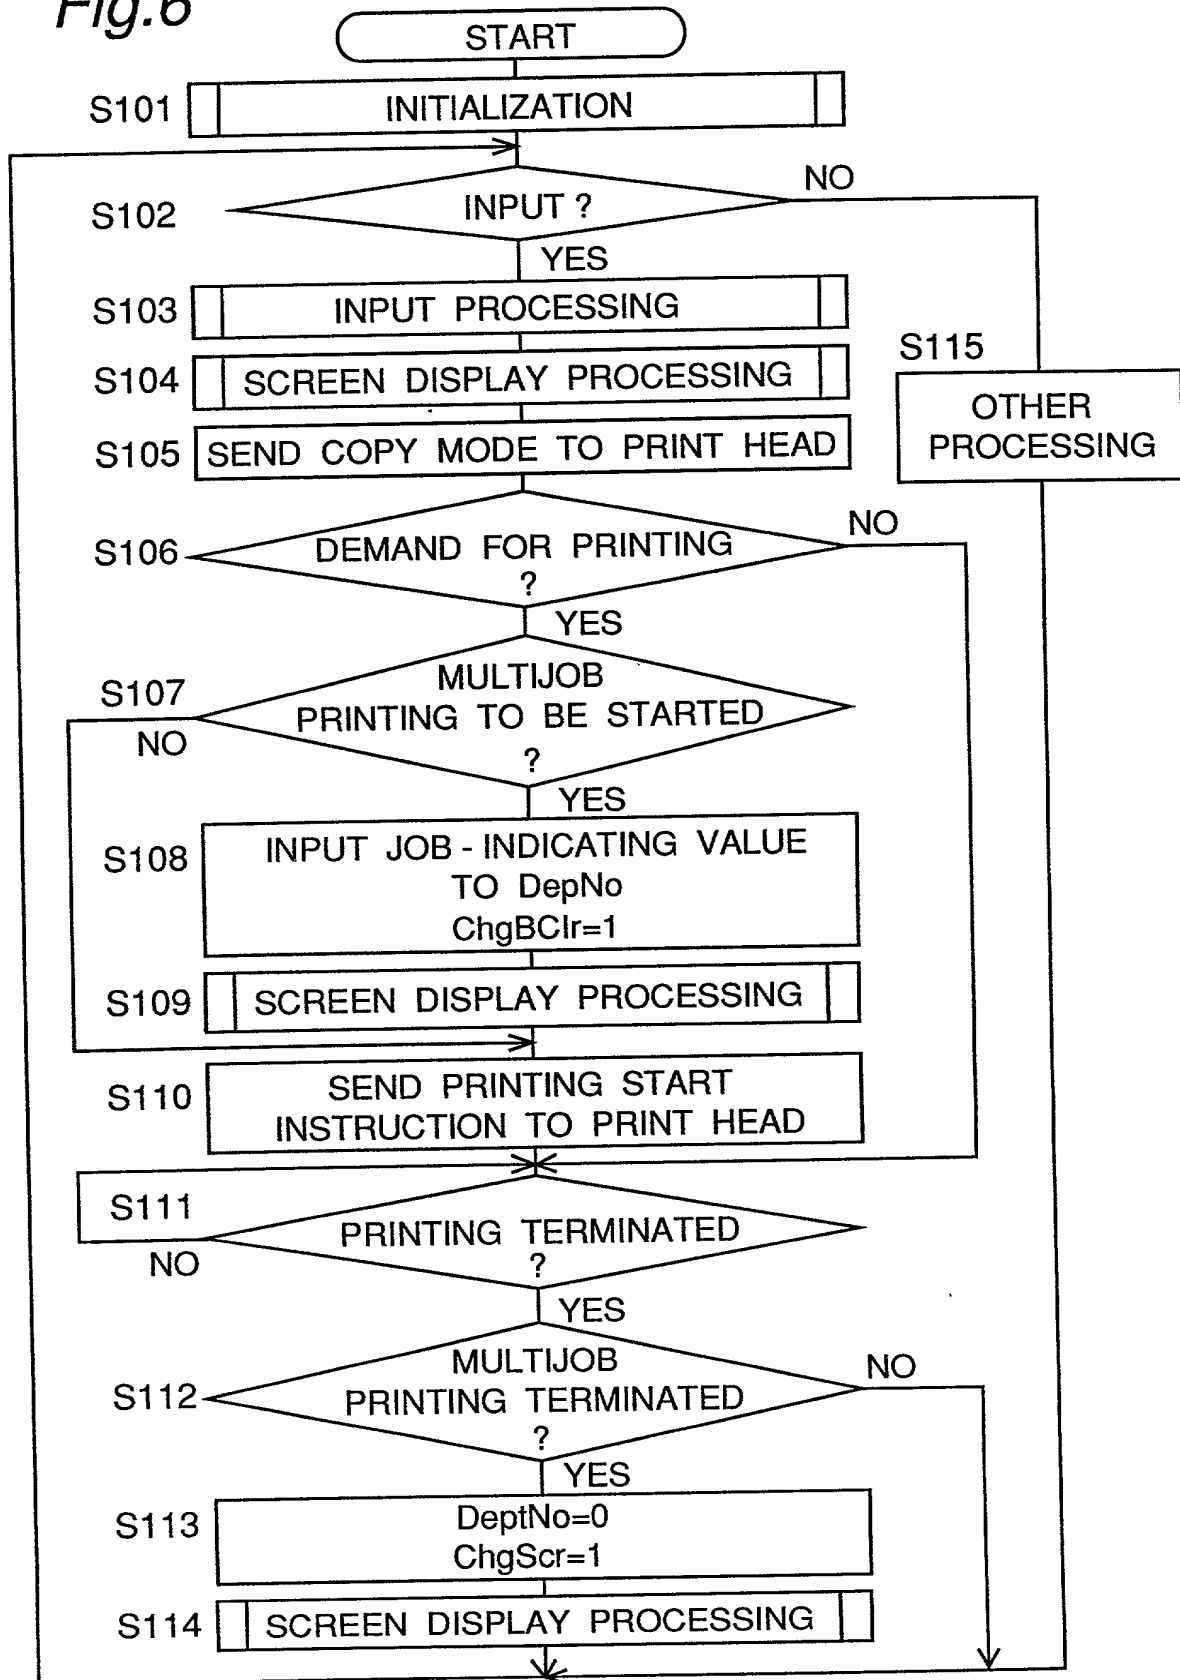 Fig.6
START
S101
INITIALIZATION
S102
INPUT ?
NO
YES
S103
INPUT PROCESSING
S104
SCREEN DISPLAY PROCESSING
S115
OTHER
PROCESSING
S105
SEND COPY MODE TO PRINT HEAD
S106
DEMAND FOR PRINTING
?
NO
YES
S107
MULTIJOB
PRINTING TO BE STARTED
?
NO
YES
S108
INPUT JOB - INDICATING VALUE
TO DepNo
ChgBClr=1
S109
SCREEN DISPLAY PROCESSING
S110
SEND PRINTING START
INSTRUCTION TO PRINT HEAD
S111
PRINTING TERMINATED
?
NO
YES
S112
MULTIJOB
PRINTING TERMINATED
?
NO
YES
S113
DeptNo=0
ChgScr=1
S114
SCREEN DISPLAY PROCESSING